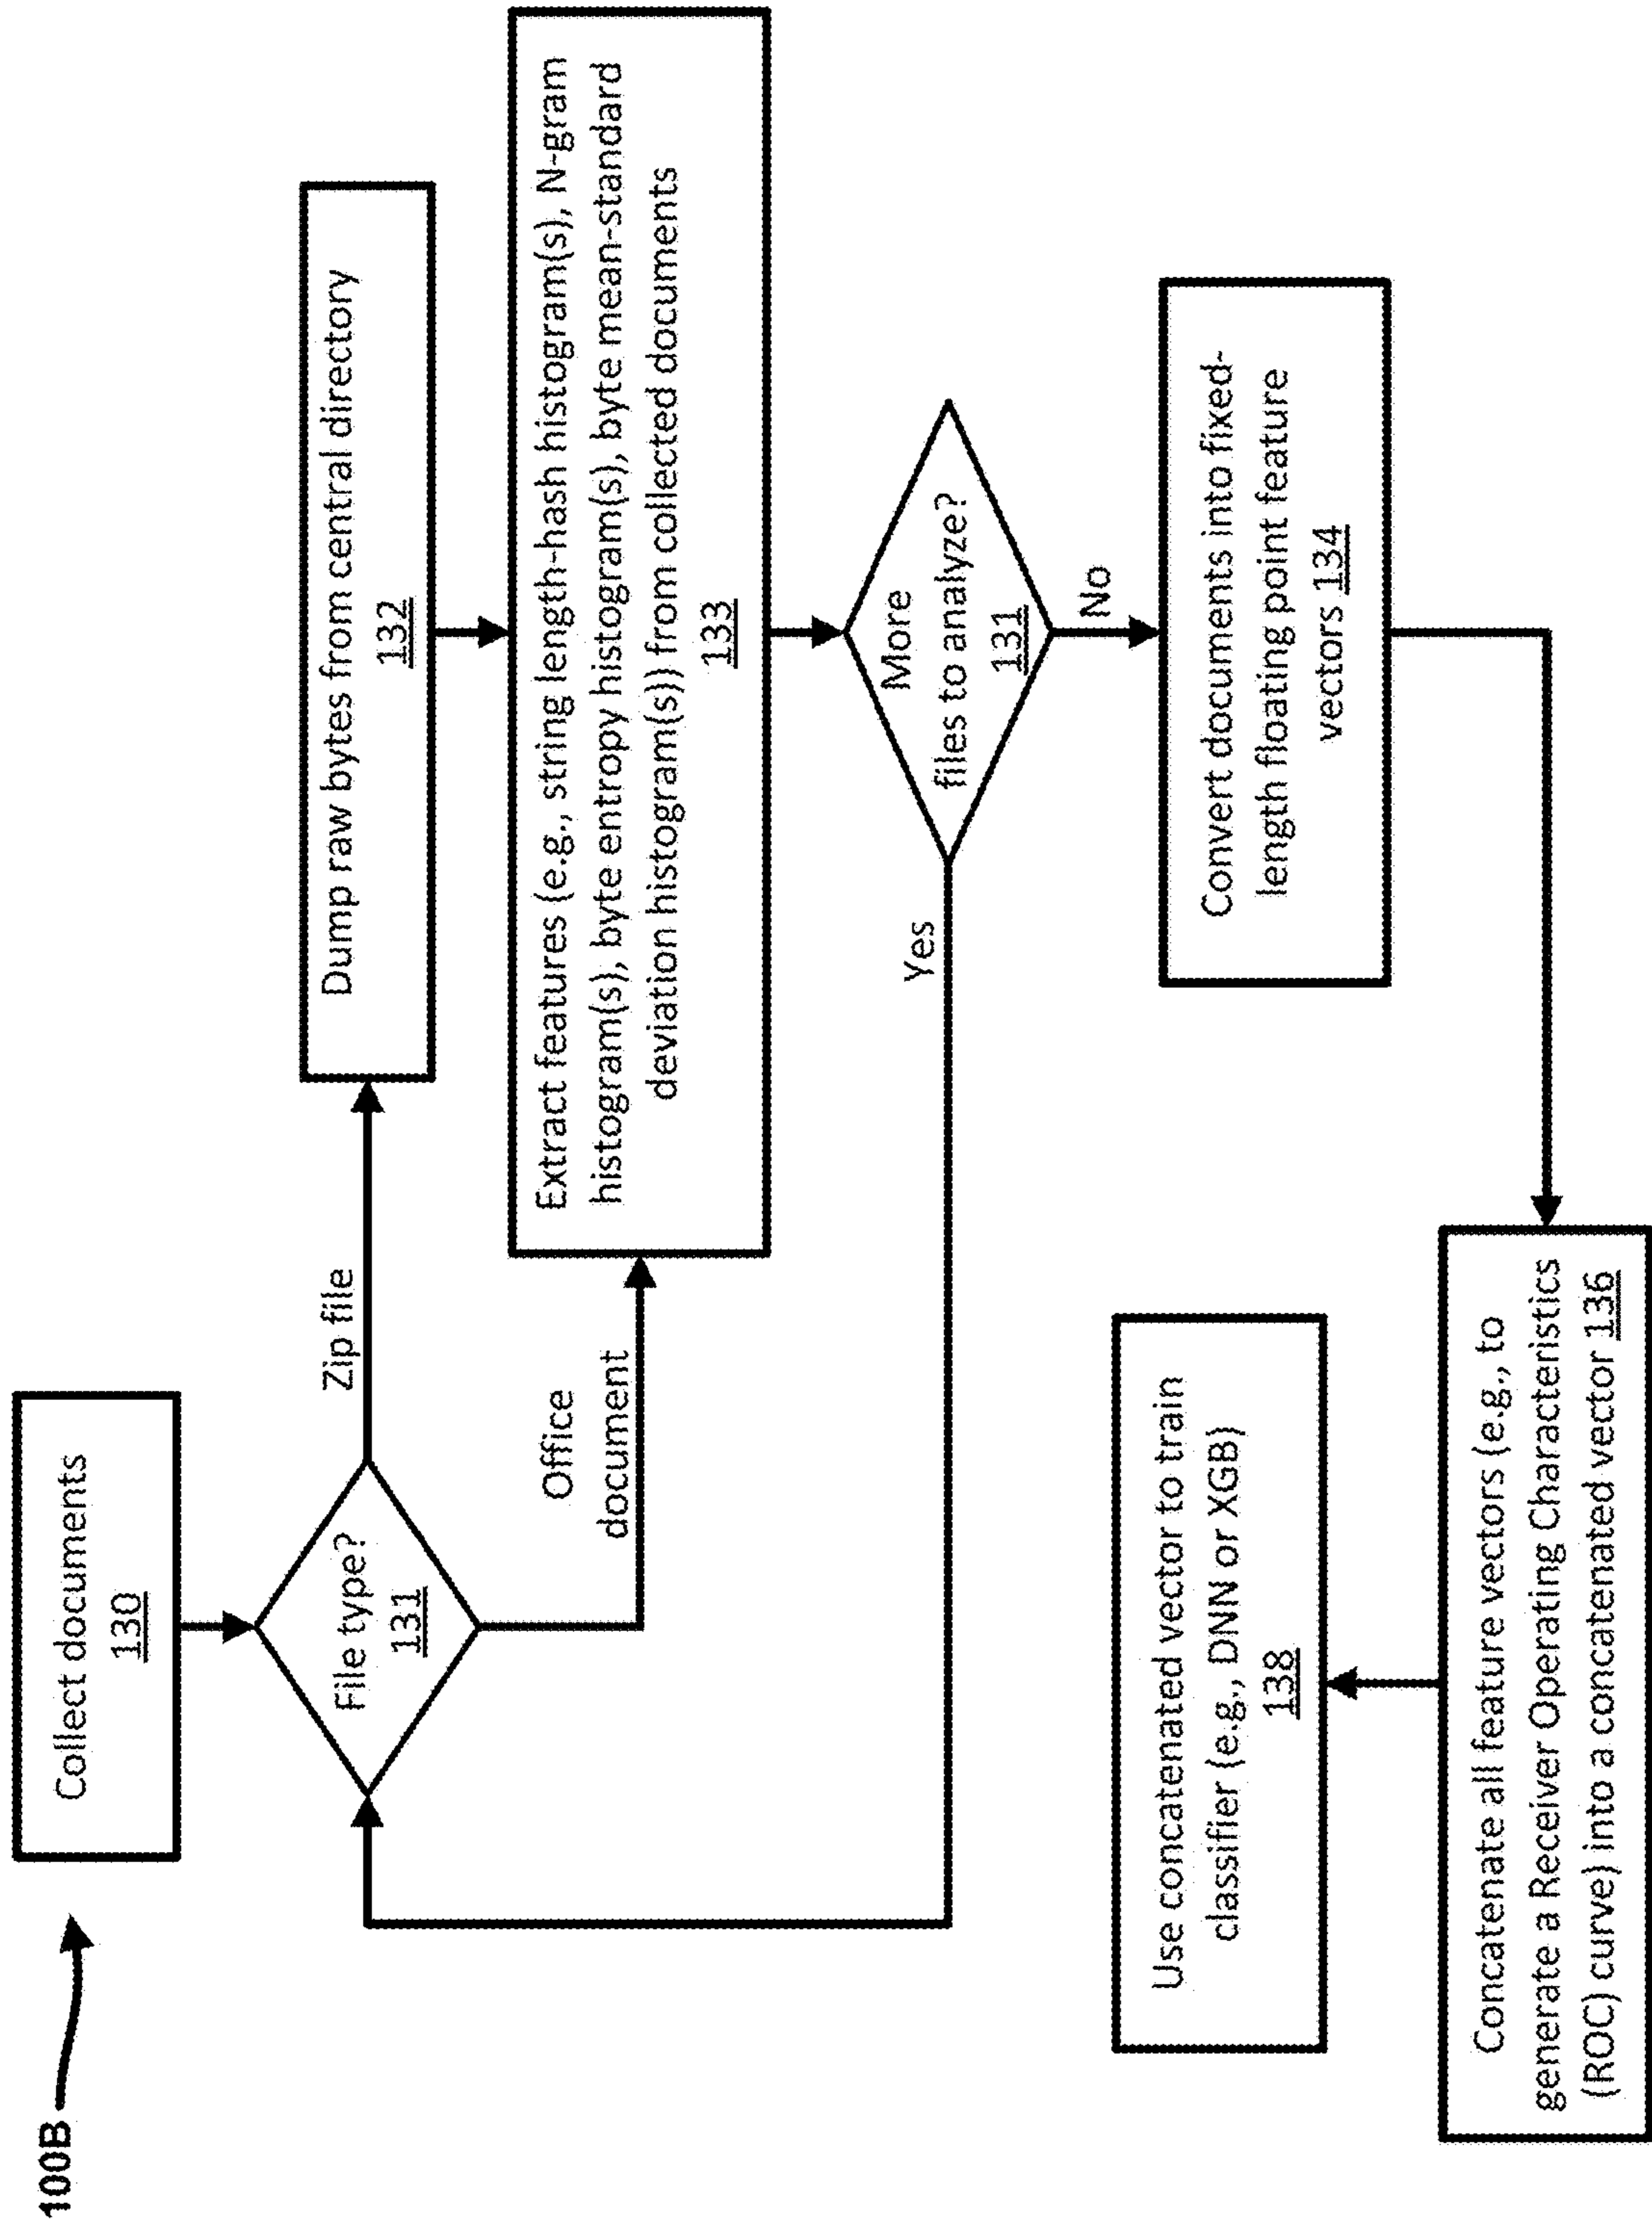 100B
Collect documents
130
File type?
131
Zip file
Office
document
Dump raw bytes from central directory
132
Extract features (e.g., string length-hash histogram(s), N-gram
histogram(s), byte entropy histogram(s), byte mean-standard
deviation histogram(s)) from collected documents
133
More
files to analyze?
131
Yes
No
Convert documents into fixed-
length floating point feature
vectors 134
Concatenate all feature vectors (e.g., to
generate a Receiver Operating Characteristics
(ROC) curve) into a concatenated vector 136
Use concatenated vector to train
classifier (e.g., DNN or XGB)
138